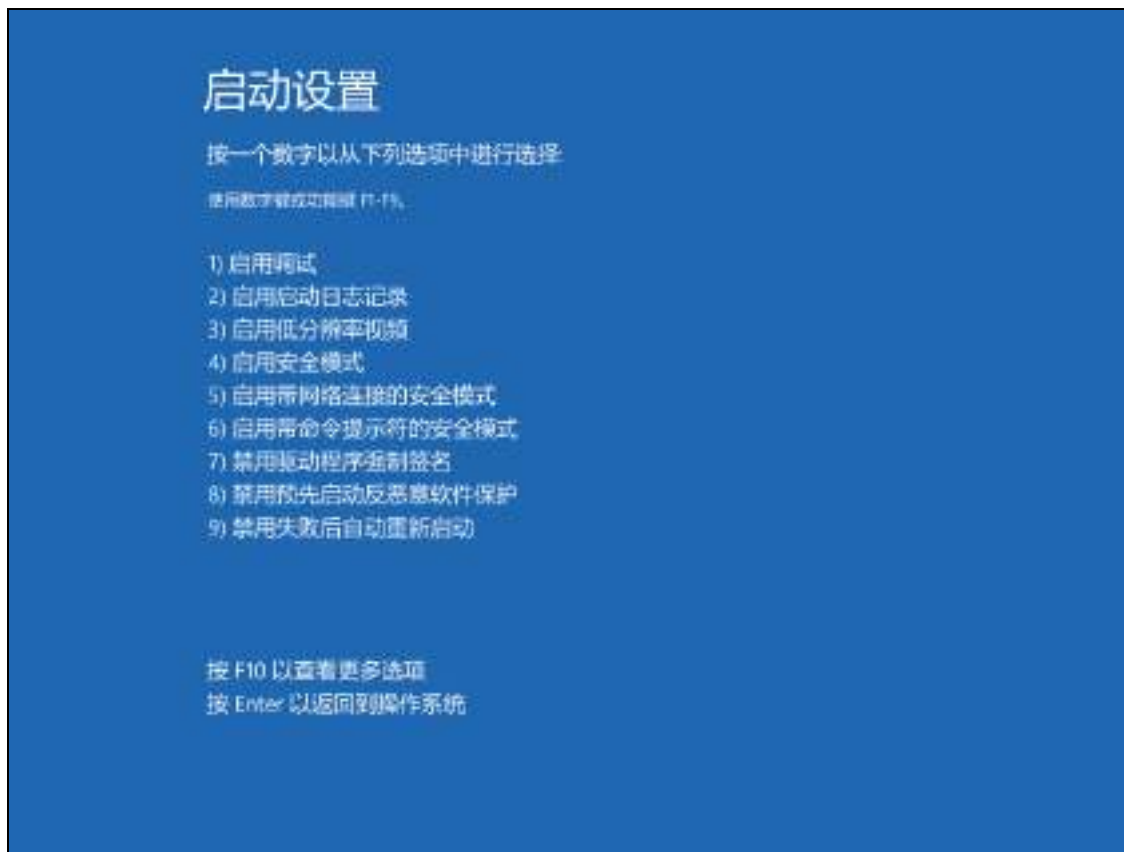 启动设置
按一个数字以从下列选项中进行选择:
使用数字键或功能键 F1-F9。
1) 启用调试
2) 启用启动日志记录
3) 启用低分辨率视频
4) 启用安全模式
5) 启用带网络连接的安全模式
6) 启用带命令提示符的安全模式
7) 禁用驱动程序强制签名
8) 禁用预先启动反恶意软件保护
9) 禁用失败后自动重新启动
按 F10 以查看更多选项
按 Enter 以返回到操作系统